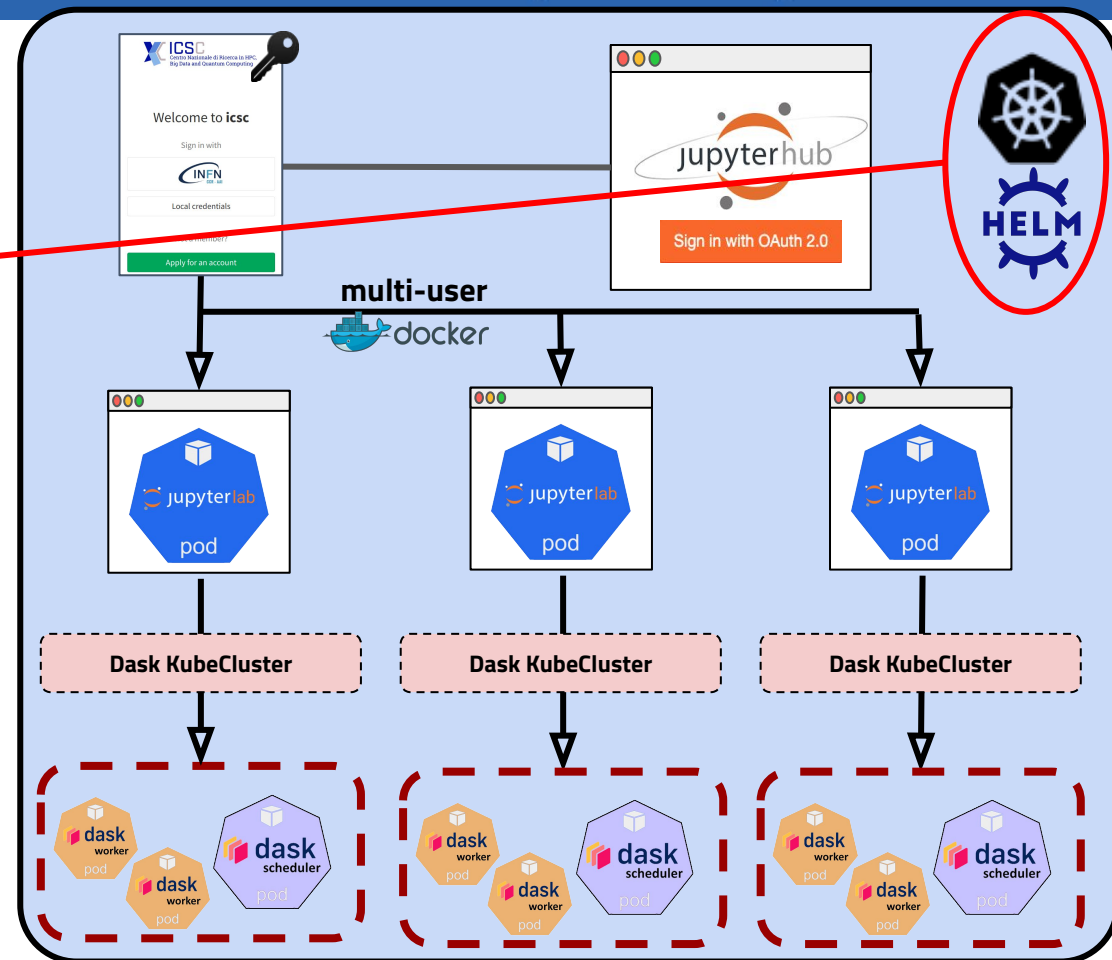 ICSC
Centro Nazionale di Ricerca in HPC,
Big Data and Quantum Computing
Welcome to icsc
Sign in with
INFN
Local credentials
member?
Apply for an account
jupyterhub
Sign in with OAuth 2.0
HELM
multi-user
docker
jupyterlab
pod
jupyterlab
pod
jupyterlab
pod
Dask KubeCluster
Dask KubeCluster
Dask KubeCluster
dask
worker
pod
dask
worker
pod
dask
scheduler
pod
dask
worker
pod
dask
worker
pod
dask
scheduler
pod
dask
worker
pod
dask
worker
pod
dask
scheduler
pod